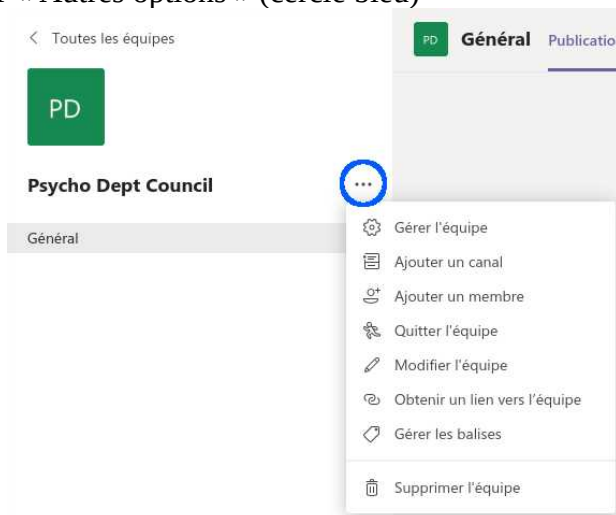 « Autres options » (cercle bleu)
Toutes les équipes
PD Général Publicatio
PD
Psycho Dept Council
Général
Gérer l'équipe
Ajouter un canal
Ajouter un membre
Quitter l'équipe
Modifier l'équipe
Obtenir un lien vers l'équipe
Gérer les balises
Supprimer l'équipe